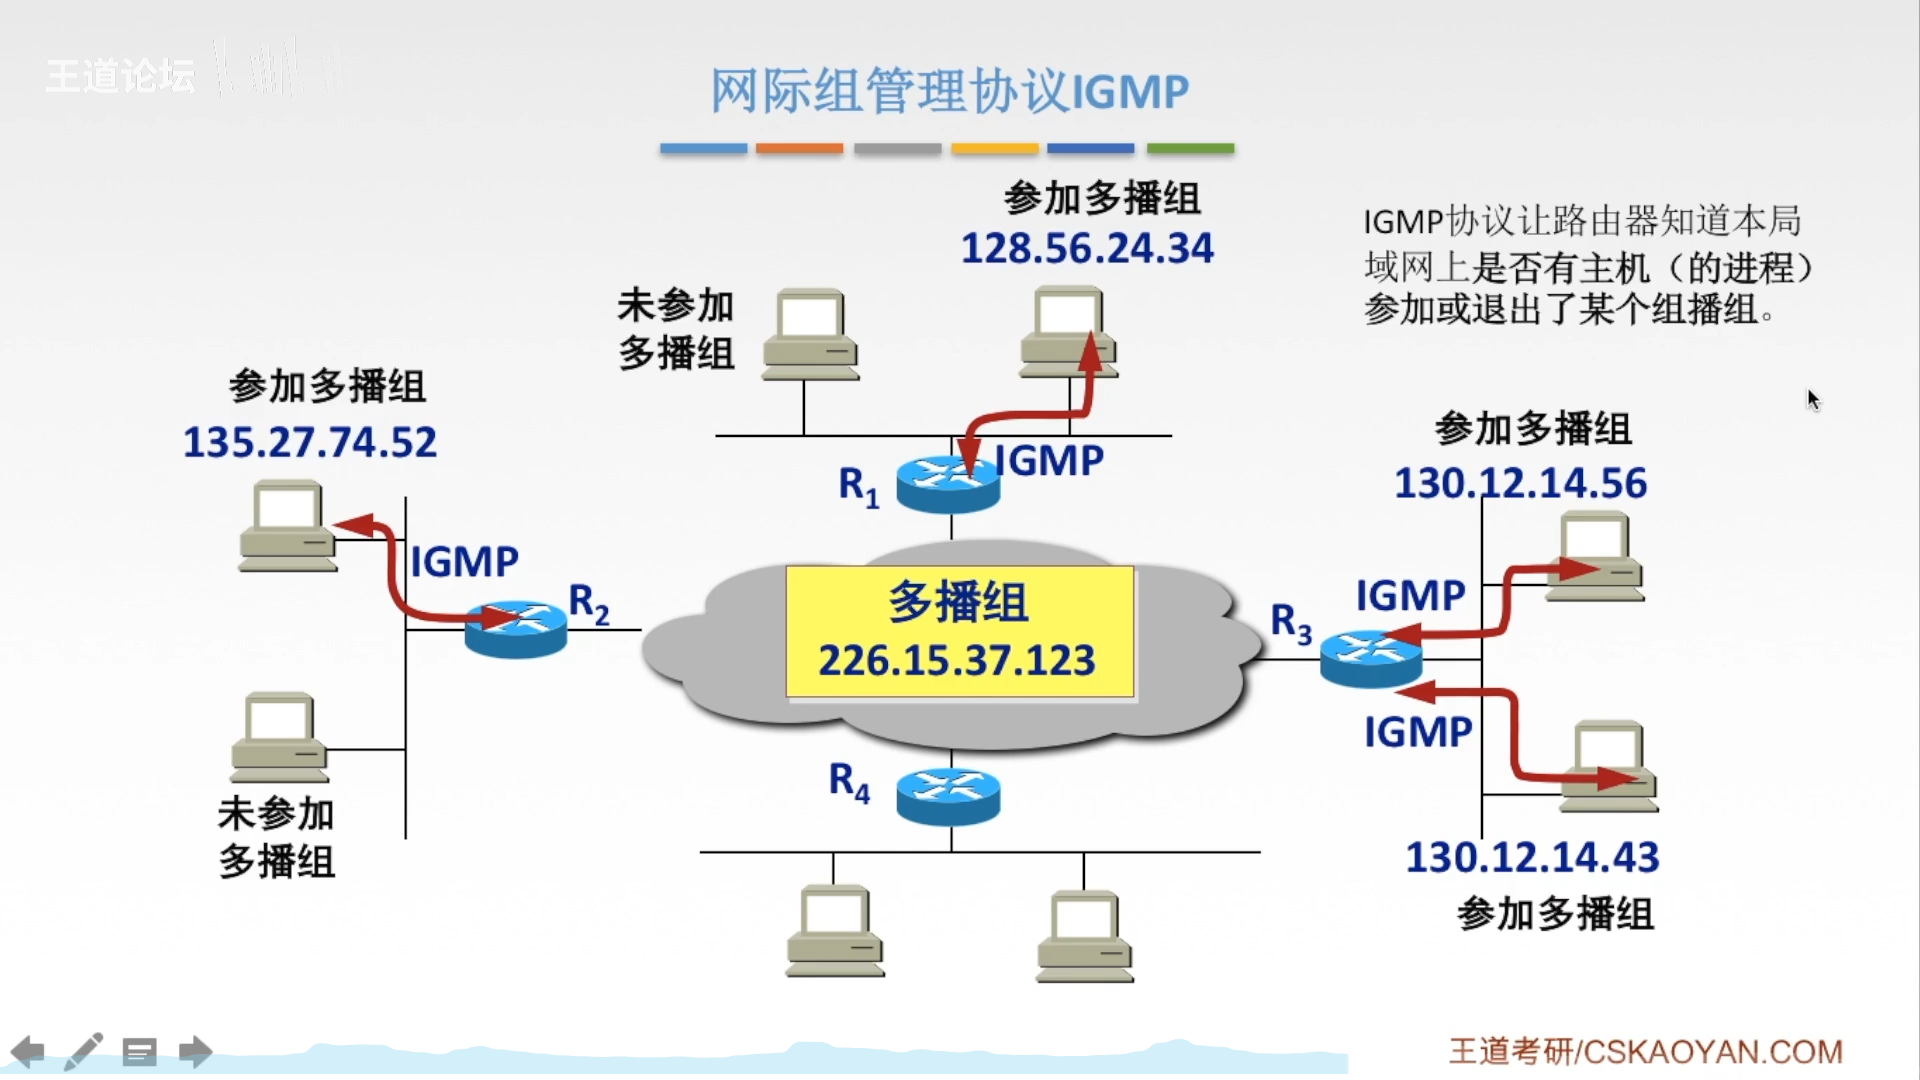 王道论坛
网际组管理协议IGMP
参加多播组
128.56.24.34
IGMP协议让路由器知道本局
域网上是否有主机（的进程）
参加或退出了某个组播组。
未参加
多播组
参加多播组
135.27.74.52
参加多播组
130.12.14.56
R1
IGMP
IGMP
R2
多播组
226.15.37.123
R3
IGMP
IGMP
R4
未参加
多播组
130.12.14.43
参加多播组
王道考研/CSKAOYAN.COM